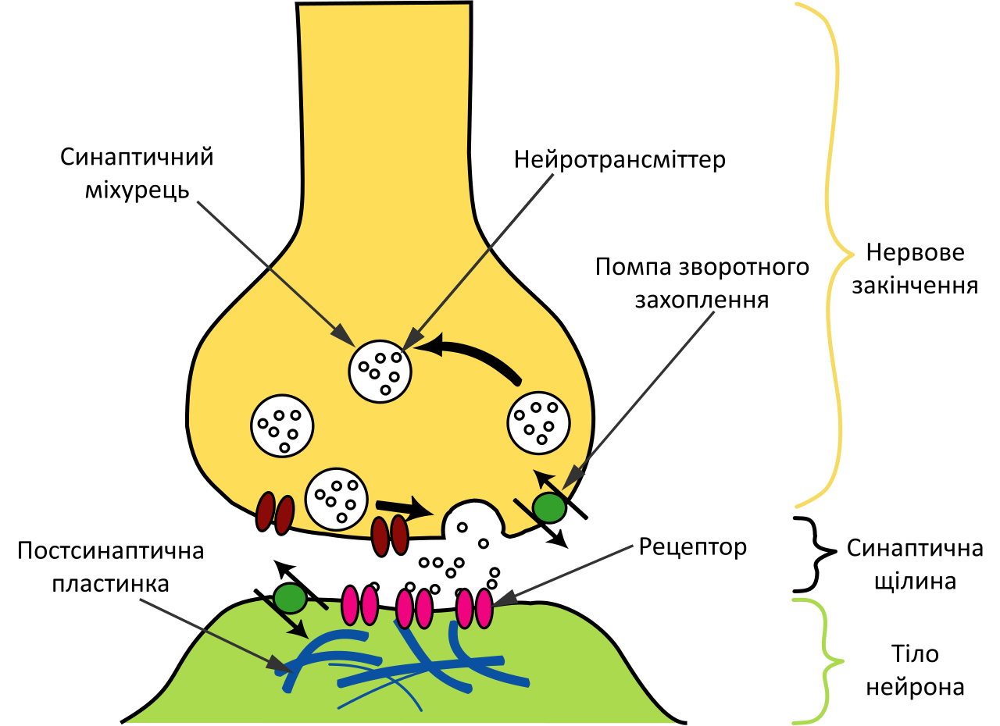 Синаптичний
міхурець
Нейротрансміттер
Помпа зворотного
захоплення
Нервове
закінчення
Постсинаптична
пластинка
Рецептор
Синаптична
щілина
Тіло
нейрона